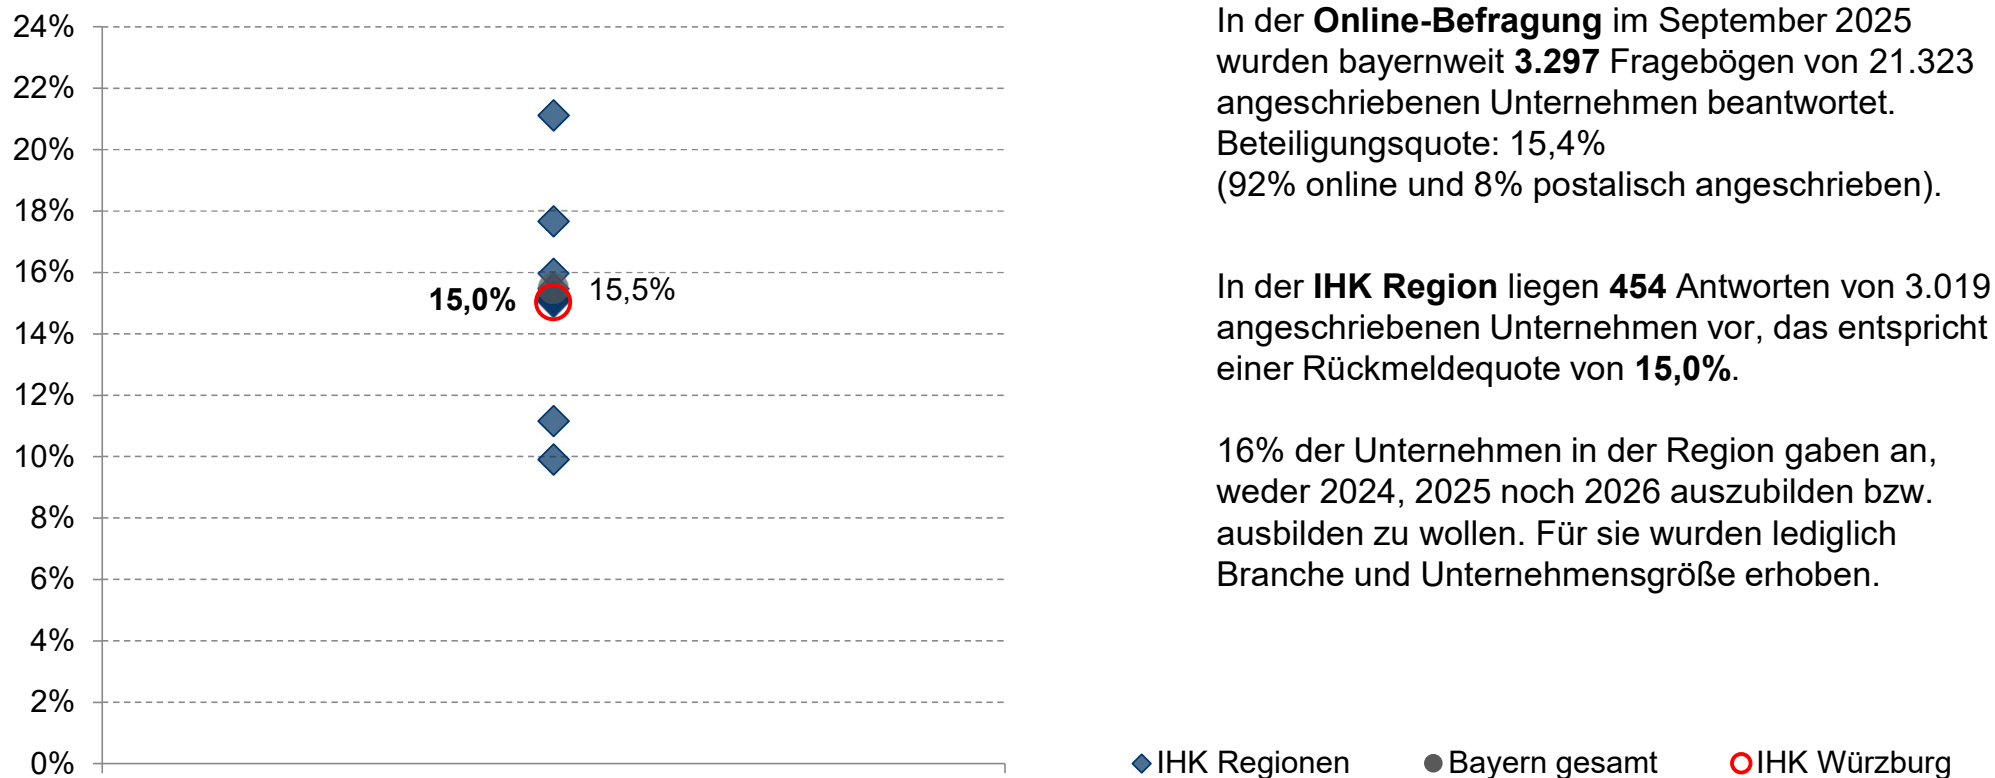 24%
22%
20%
18%
16%
14%
12%
10%
8%
6%
4%
2%
0%
15,0%
15,5%
In der Online-Befragung im September 2025
wurden bayernweit 3.297 Fragebögen von 21.323
angeschriebenen Unternehmen beantwortet.
Beteiligungsquote: 15,4%
(92% online und 8% postalisch angeschrieben).
In der IHK Region liegen 454 Antworten von 3.019
angeschriebenen Unternehmen vor, das entspricht
einer Rückmeldequote von 15,0%.
16% der Unternehmen in der Region gaben an,
weder 2024, 2025 noch 2026 auszubilden bzw.
ausbilden zu wollen. Für sie wurden lediglich
Branche und Unternehmensgröße erhoben.
IHK Regionen
Bayern gesamt
IHK Würzburg